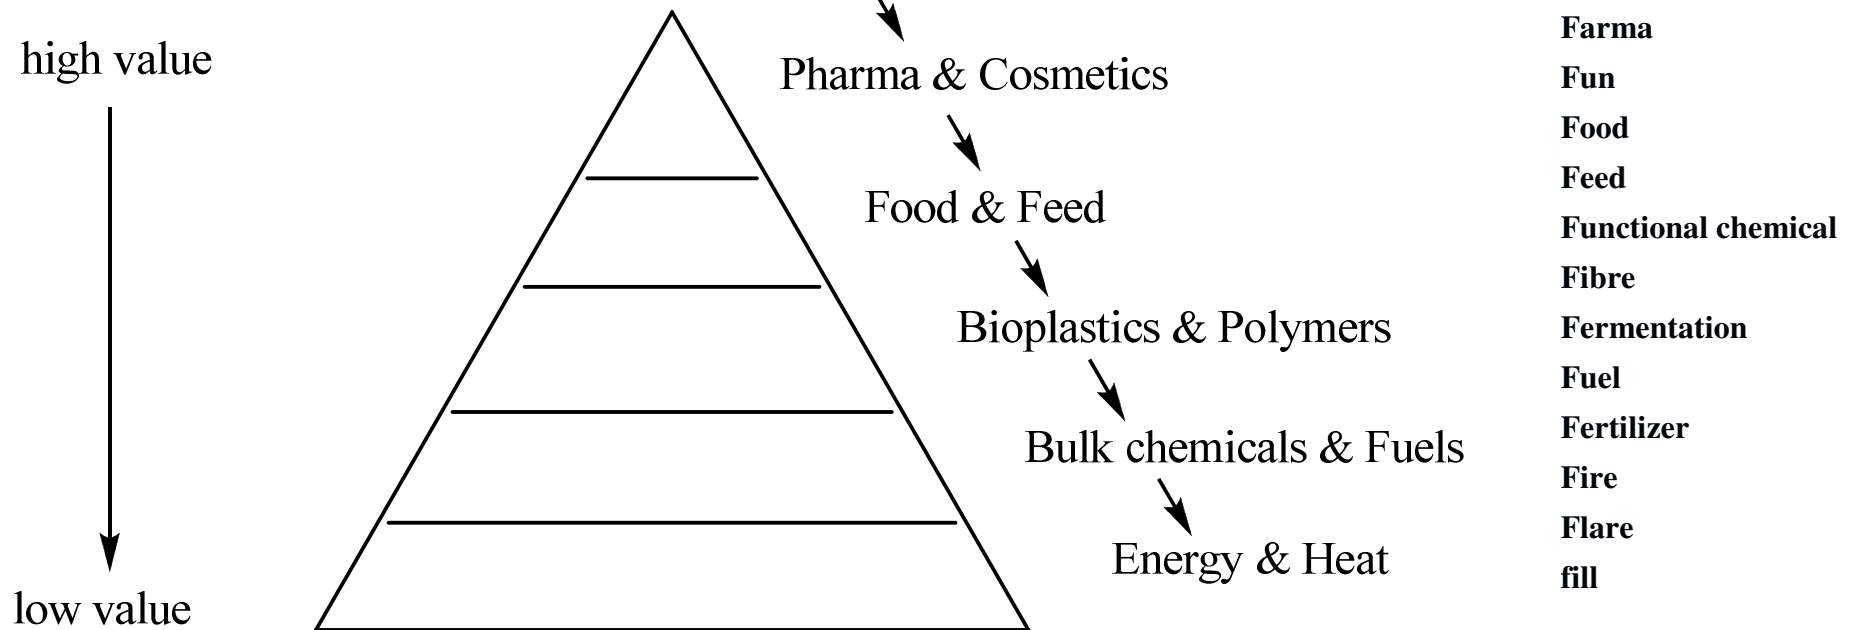 high value
low value
Pharma & Cosmetics
Food & Feed
Bioplastics & Polymers
Bulk chemicals & Fuels
Energy & Heat
Farma
Fun
Food
Feed
Functional chemical
Fibre
Fermentation
Fuel
Fertilizer
Fire
Flare
fill